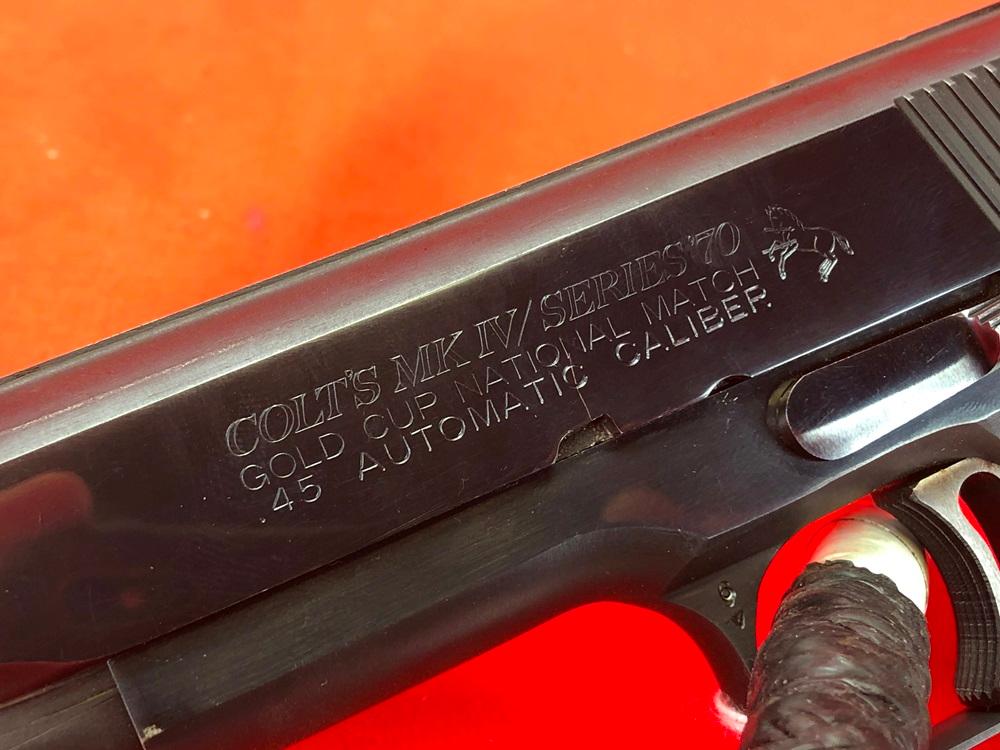 COLT'S MK IV/SERIES'70
GOLD CUP NATIONAL MATCH
.45 AUTOMATIC CALIBER